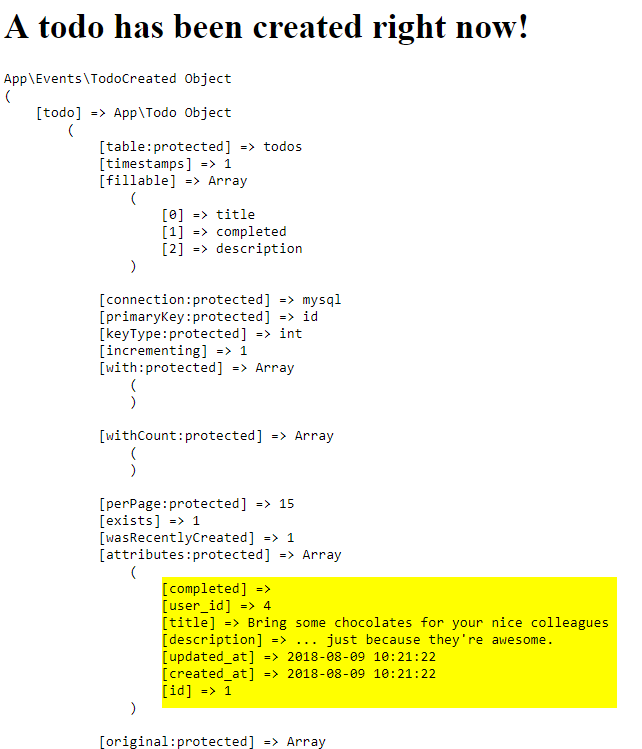 A todo has been created right now!
App\Events\TodoCreated Object
(
[todo] => App\Todo Object
(
[table:protected] => todos
[timestamps] => 1
[fillable] => Array
(
[0] => title
[1] => completed
[2] => description
)
[connection:protected] => mysql
[primaryKey:protected] => id
[keyType:protected] => int
[incrementing] => 1
[with:protected] => Array
(
)
[withCount:protected] => Array
(
)
[perPage:protected] => 15
[exists] => 1
[wasRecentlyCreated] => 1
[attributes:protected] => Array
(
[completed] =>
[user_id] => 4
[title] => Bring some chocolates for your nice colleagues
[description] => ... just because they're awesome.
[updated_at] => 2018-08-09 10:21:22
[created_at] => 2018-08-09 10:21:22
[id] => 1
)
[original:protected] => Array